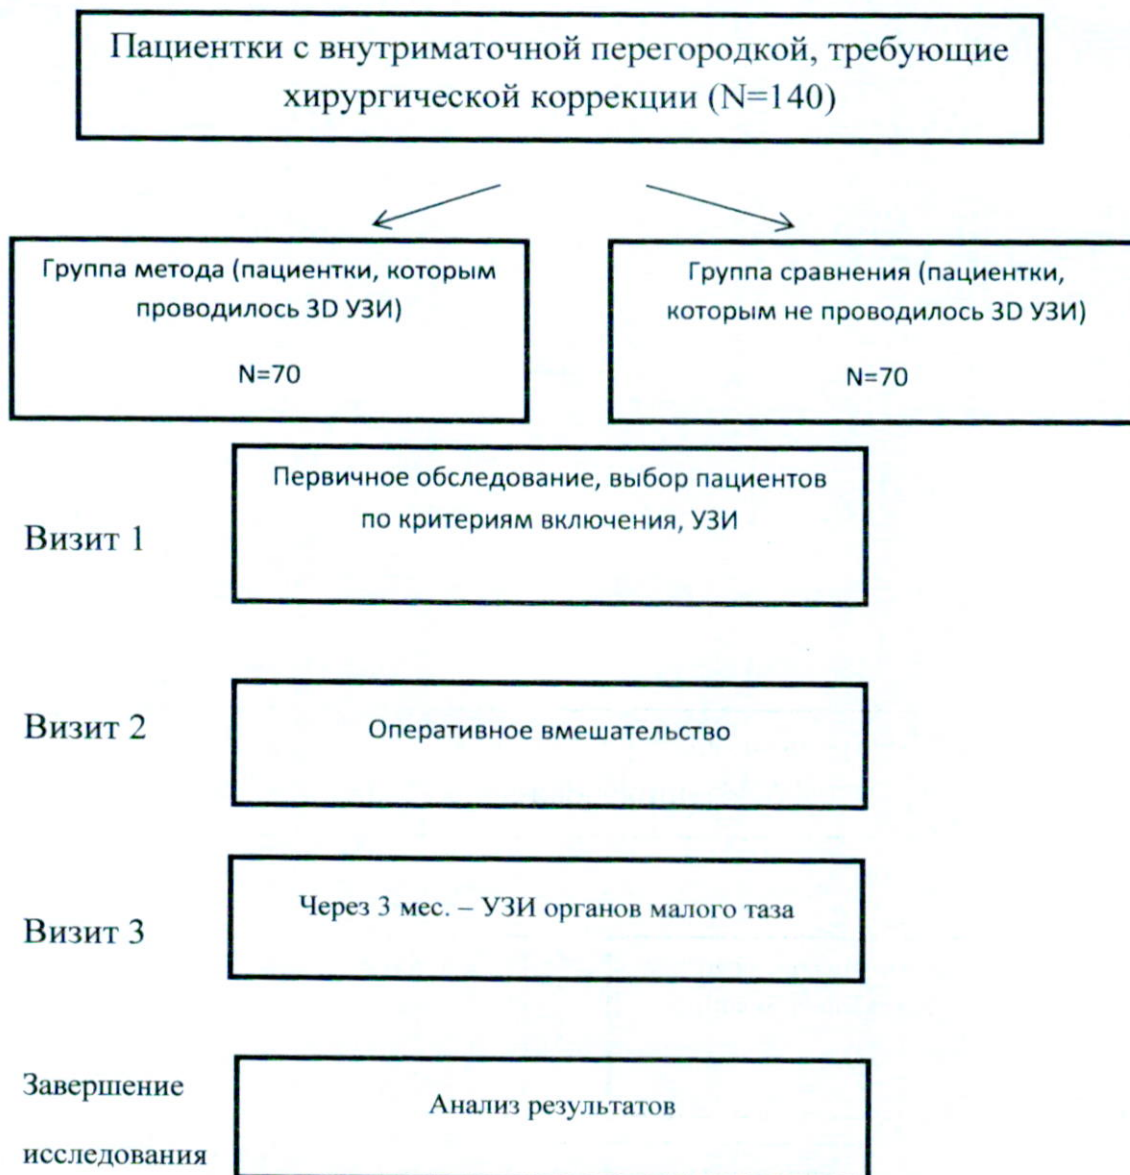 Пациентки с внутриматочной перегородкой, требующие
хирургической коррекции (N=140)
Группа метода (пациентки, которым
проводилось 3D УЗИ)
N=70
Группа сравнения (пациентки,
которым не проводилось 3D УЗИ)
N=70
Визит 1
Первичное обследование, выбор пациентов
по критериям включения, УЗИ
Визит 2
Оперативное вмешательство
Визит 3
Через 3 мес. – УЗИ органов малого таза
Завершение
исследования
Анализ результатов